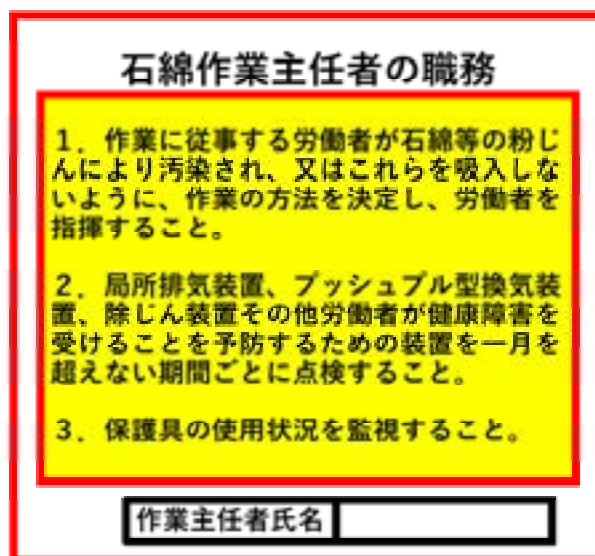 石綿作業主任者の職務
1．作業に従事する労働者が石綿等の粉じ
んにより汚染され、又はこれらを吸入しな
いように、作業の方法を決定し、労働者を
指揮すること。
2．局所排気装置、プッシュプル型換気装
置、除じん装置その他労働者が健康障害を
受けることを予防するための装置を一月を
超えない期間ごとに点検すること。
3．保護具の使用状況を監視すること。
作業主任者氏名